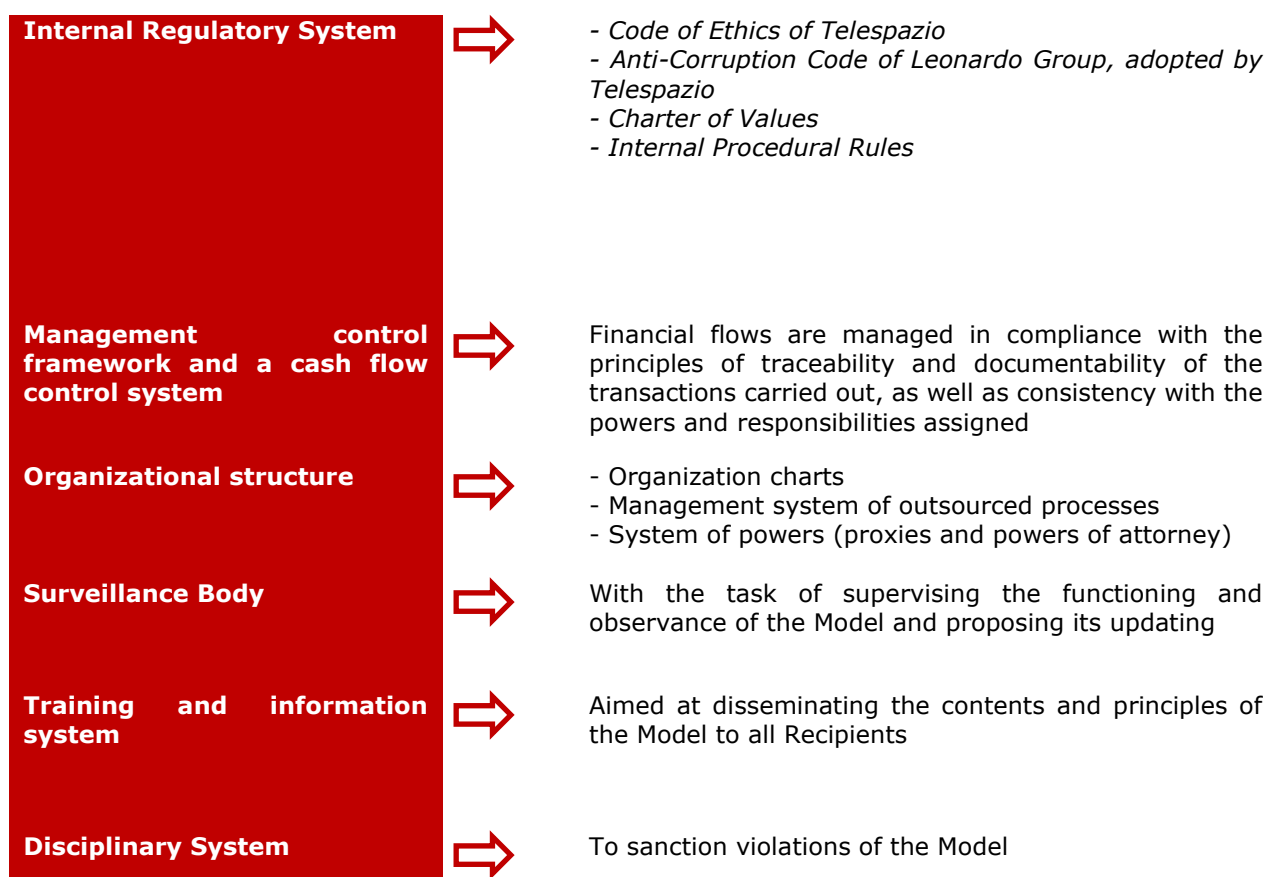 Internal Regulatory System
- Code of Ethics of Telespazio
- Anti-Corruption Code of Leonardo Group, adopted by
Telespazio
- Charter of Values
- Internal Procedural Rules
Management control
framework and a cash flow
control system
Financial flows are managed in compliance with the
principles of traceability and documentability of the
transactions carried out, as well as consistency with the
powers and responsibilities assigned
Organizational structure
- Organization charts
- Management system of outsourced processes
- System of powers (proxies and powers of attorney)
Surveillance Body
With the task of supervising the functioning and
observance of the Model and proposing its updating
Training and information
system
Aimed at disseminating the contents and principles of
the Model to all Recipients
Disciplinary System
To sanction violations of the Model